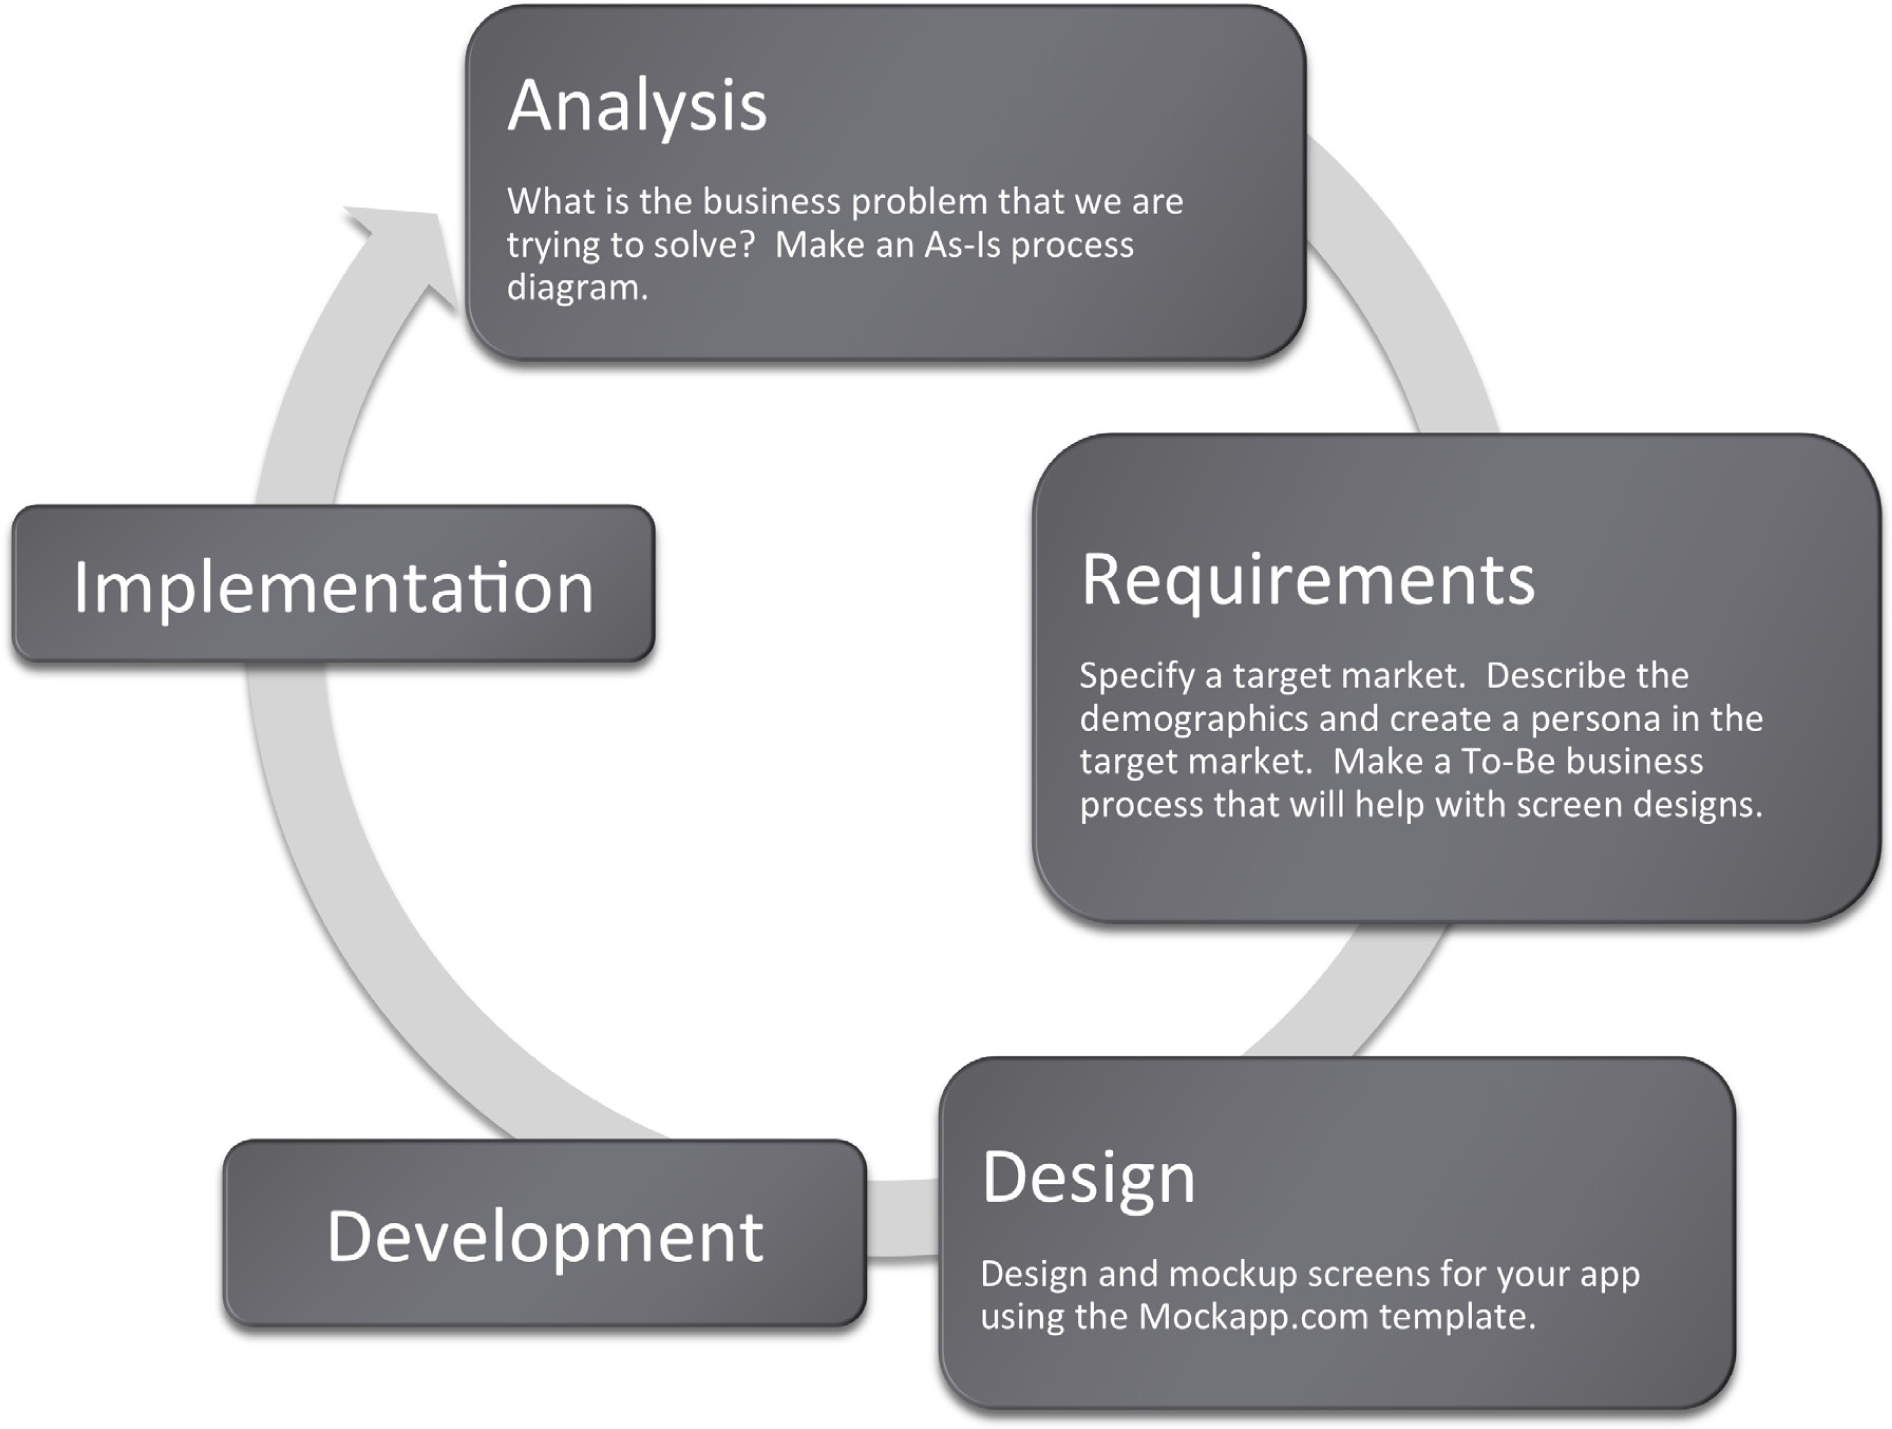 Analysis
What is the business problem that we are
trying to solve?  Make an As-Is process
diagram.
Requirements
Specify a target market.  Describe the
demographics and create a persona in the
target market.  Make a To-Be business
process that will help with screen designs.
Design
Design and mockup screens for your app
using the Mockapp.com template.
Development
Implementation